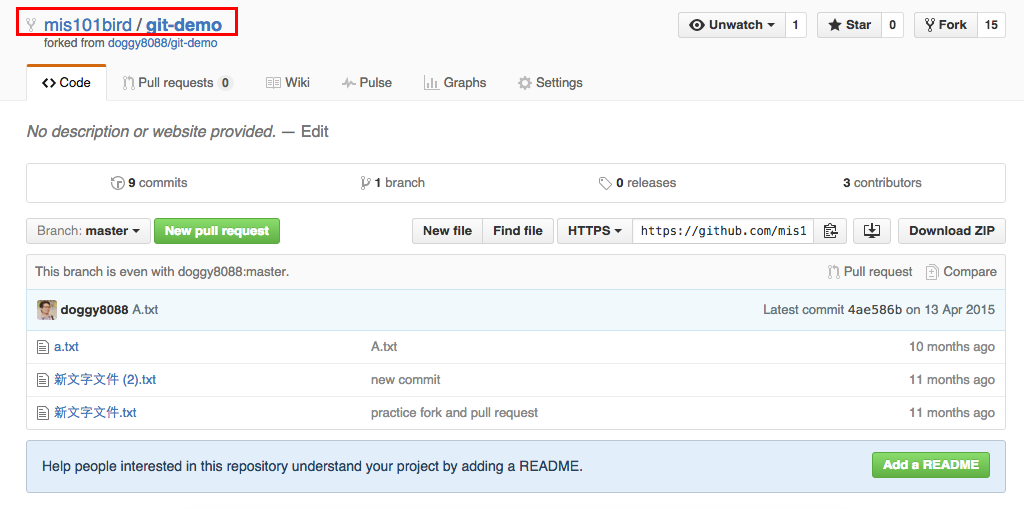 mis101bird / git-demo Unwatch 1 Star 0 Fork 15
forked from doggy8088/git-demo
Code Pull requests 0 Wiki Pulse Graphs Settings
No description or website provided. — Edit
9 commits 1 branch 0 releases 3 contributors
Branch: master New pull request New file Find file HTTPS https://github.com/mis1 Download ZIP
This branch is even with doggy8088:master. Pull request Compare
doggy8088 A.txt Latest commit 4ae586b on 13 Apr 2015
a.txt A.txt 10 months ago
新文字文件 (2).txt new commit 11 months ago
新文字文件.txt practice fork and pull request 11 months ago
Help people interested in this repository understand your project by adding a README. Add a README